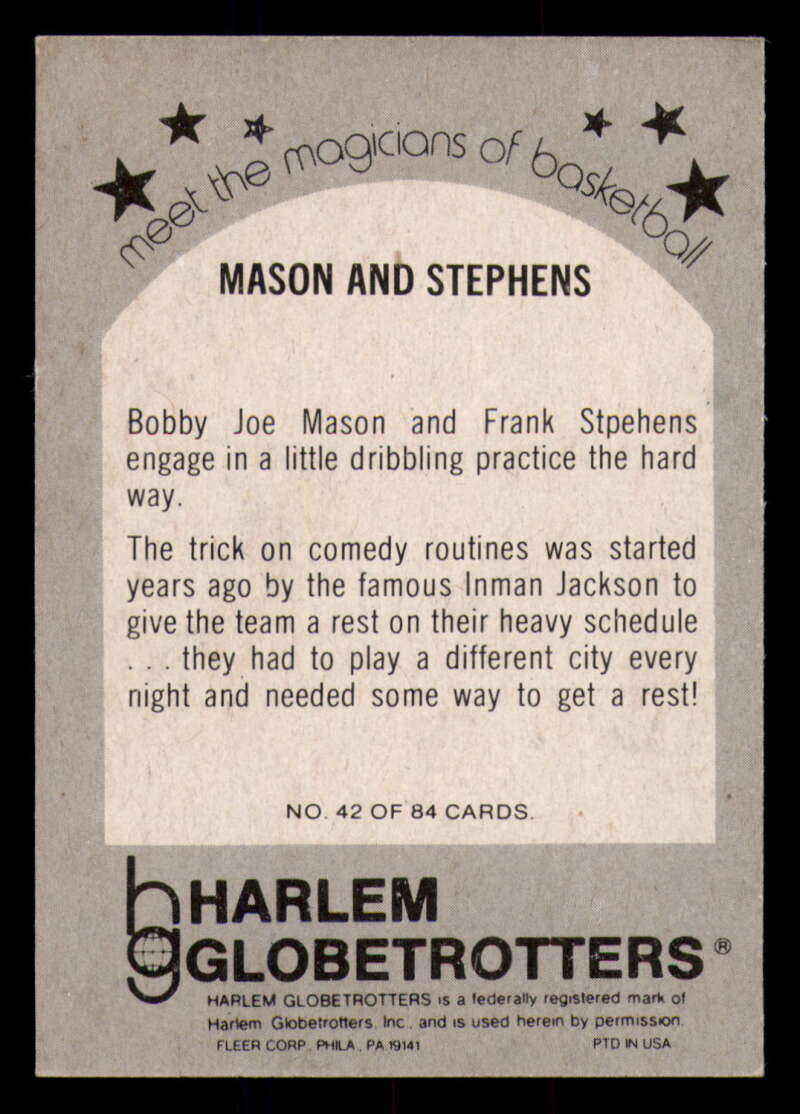 meet the magicians of basketball
MASON AND STEPHENS
Bobby Joe Mason and Frank Stpehens
engage in a little dribbling practice the hard
way.
The trick on comedy routines was started
years ago by the famous Inman Jackson to
give the team a rest on their heavy schedule
. . . they had to play a different city every
night and needed some way to get a rest!
NO. 42 OF 84 CARDS.
hg HARLEM
GLOBETROTTERS ®
HARLEM GLOBETROTTERS is a federally registered mark of
Harlem Globetrotters, Inc., and is used herein by permission.
FLEER CORP., PHILA., PA 19141 PTD IN USA